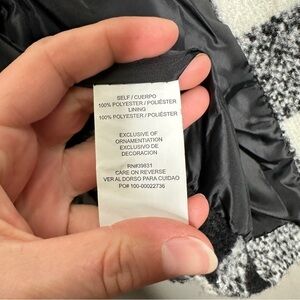 SELF / CUERPO
100% POLYESTER / POLIÉSTER
LINING
100% POLYESTER / POLIÉSTER
EXCLUSIVE OF
ORNAMENTIATION
EXCLUSIVO DE
DECORACION
RN#39831
CARE ON REVERSE
VER AL DORSO PARA CUIDAO
PO# 100-00022736